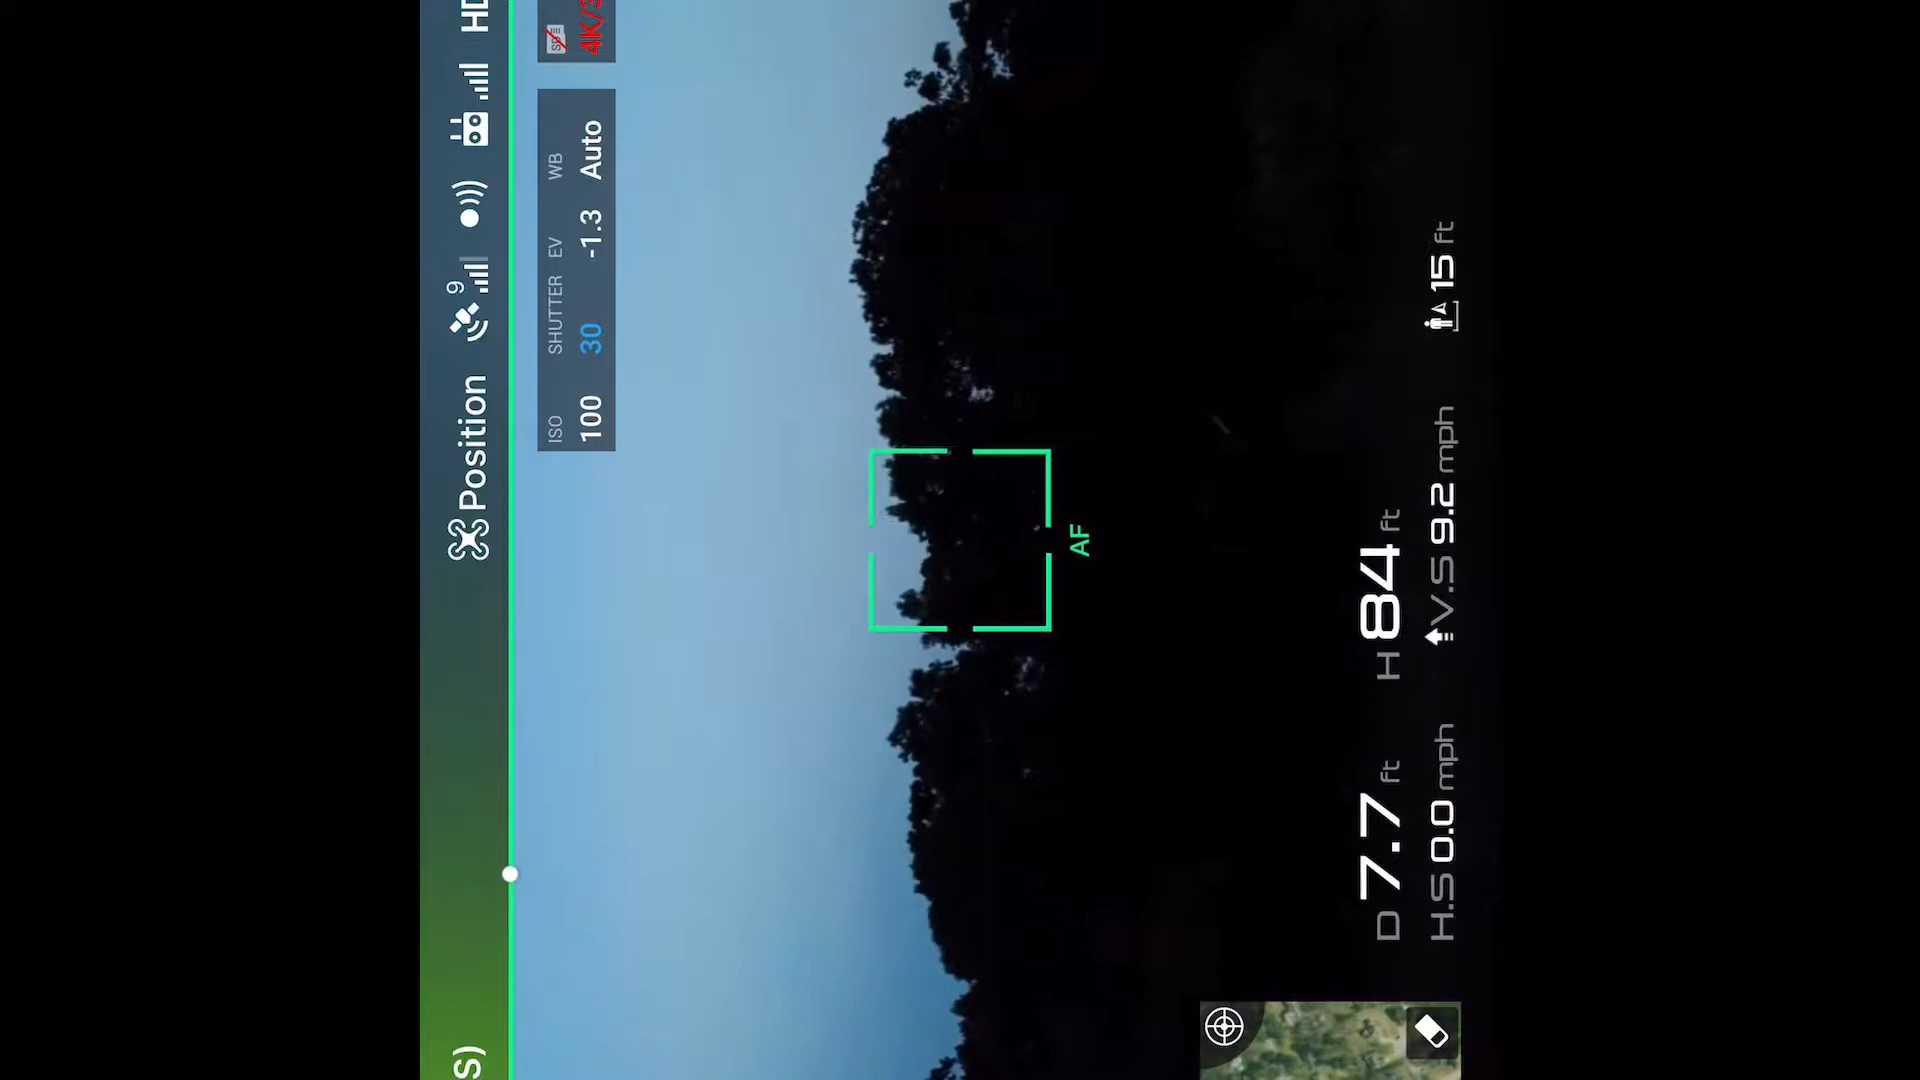 S)
Position
9
HD
ISO SHUTTER EV WB
100 30 -1.3 Auto
4K/3
AF
D 7.7 ft H 84 ft
H.S 0.0 mph V.S 9.2 mph 15 ft